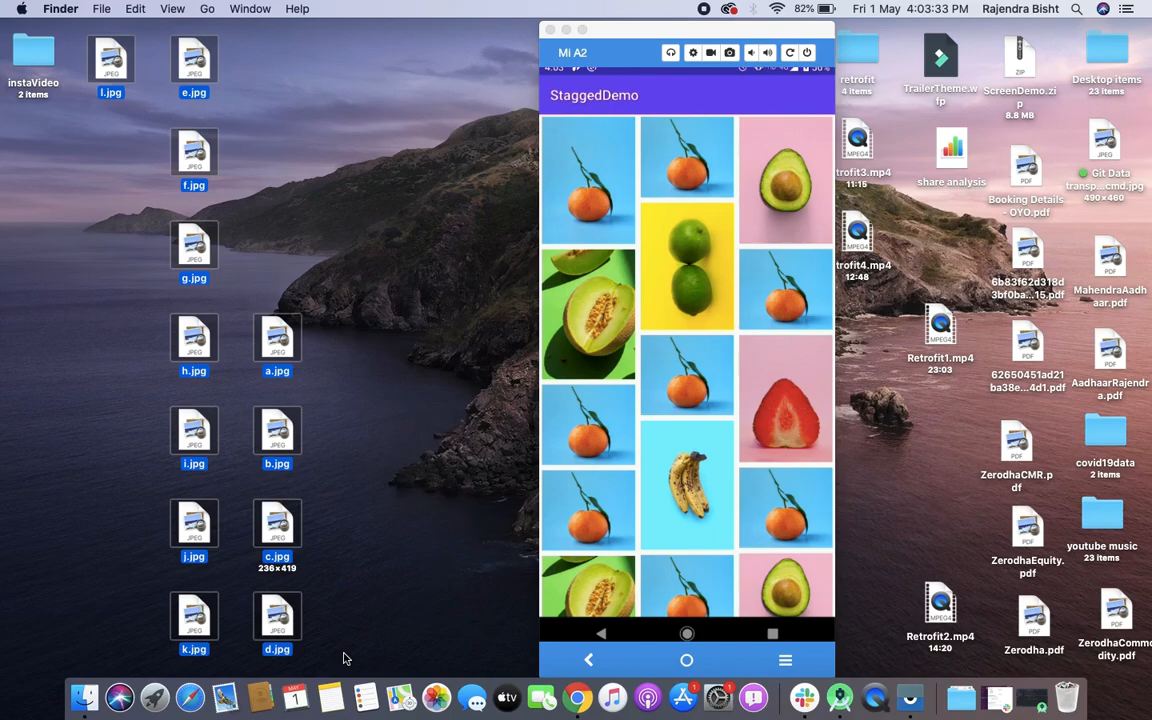 Finder File Edit View Go Window Help
82% Fri 1 May 4:03:33 PM Rajendra Bisht
instaVideo
2 items
l.jpg
e.jpg
f.jpg
g.jpg
h.jpg
a.jpg
i.jpg
b.jpg
j.jpg
c.jpg
236×419
k.jpg
d.jpg
Mi A2
StaggedDemo
retrofit
4 items
TrailerTheme.w
fp
ZIP
ScreenDemo.zi
p
8.8 MB
Desktop items
23 items
trofit3.mp4
11:15
share analysis
Booking Details
- OYO.pdf
Git Data
transp...cmd.jpg
490×460
trofit4.mp4
12:48
6b83f62d318d
3bf0ba...15.pdf
MahendraAadh
aar.pdf
Retrofit1.mp4
23:03
62650451ad21
ba38e...4d1.pdf
AadhaarRajendr
a.pdf
ZerodhaCMR.p
df
covid19data
2 items
ZerodhaEquity.
pdf
youtube music
23 items
Retrofit2.mp4
14:20
Zerodha.pdf
ZerodhaCommo
dity.pdf